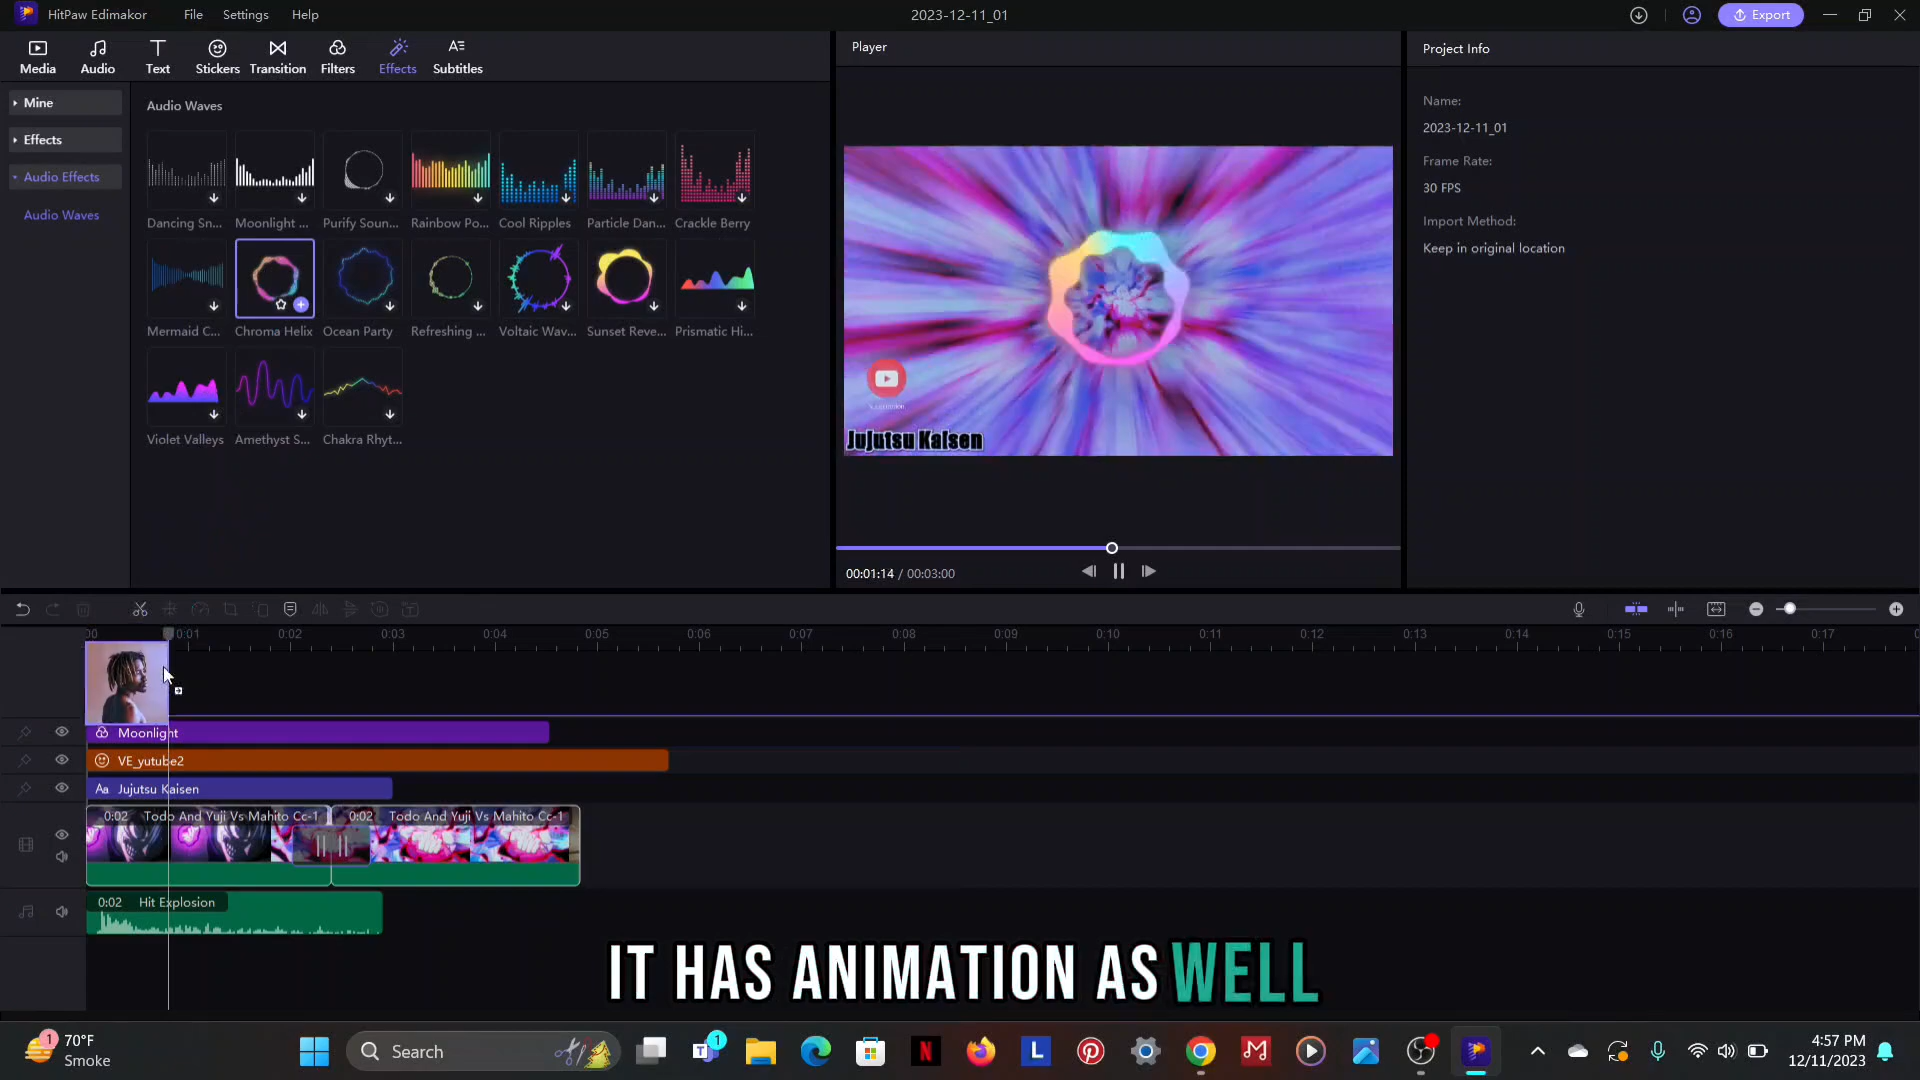 HitPaw Edimakor File Settings Help 2023-12-11_01 Export
Media Audio Text Stickers Transition Filters Effects Subtitles
Player
Project Info
Mine
Effects
Audio Effects
Audio Waves
Audio Waves
Dancing Sn... Moonlight ... Purify Soun... Rainbow Po... Cool Ripples Particle Dan... Crackle Berry
Mermaid C... Chroma Helix Ocean Party Refreshing ... Voltaic Wav... Sunset Reve... Prismatic Hi...
Violet Valleys Amethyst S... Chakra Rhyt...
Jujutsu Kaisen
00:01:14 / 00:03:00
Name:
2023-12-11_01
Frame Rate:
30 FPS
Import Method:
Keep in original location
00 0:01 0:02 0:03 0:04 0:05 0:06 0:07 0:08 0:09 0:10 0:11 0:12 0:13 0:14 0:15 0:16 0:17
Moonlight
VE_yutube2
Aa Jujutsu Kaisen
0:02 Todo And Yuji Vs Mahito Cc-1 0:02 Todo And Yuji Vs Mahito Cc-1
0:02 Hit Explosion
IT HAS ANIMATION AS WELL
1 70°F
Smoke
Search
1
N
L
4:57 PM
12/11/2023